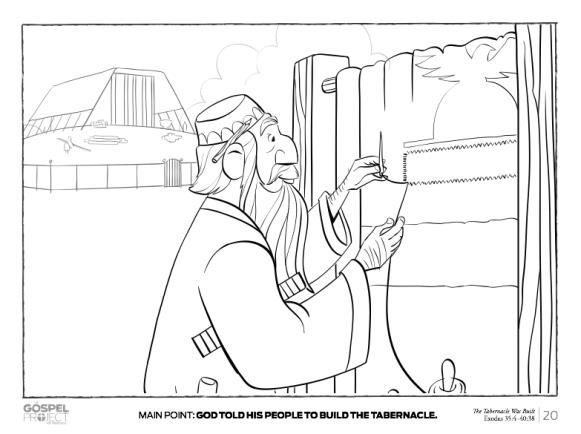 GOSPEL
PROJECT
MAIN POINT: GOD TOLD HIS PEOPLE TO BUILD THE TABERNACLE.
The Tabernacle Was Built
Exodus 35:4–40:38
20